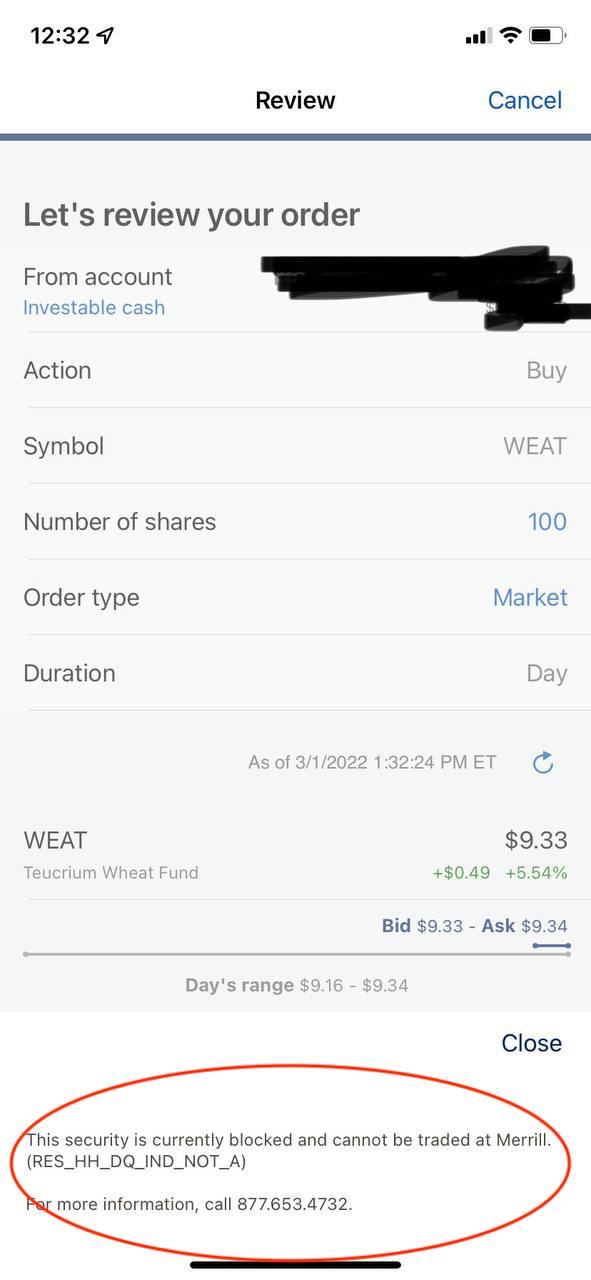 12:32
Review
Cancel
Let's review your order
From account
Investable cash
Action
Buy
Symbol
WEAT
Number of shares
100
Order type
Market
Duration
Day
As of 3/1/2022 1:32:24 PM ET
WEAT
$9.33
Teucrium Wheat Fund
+$0.49 +5.54%
Bid $9.33 - Ask $9.34
Day's range $9.16 - $9.34
Close
This security is currently blocked and cannot be traded at Merrill.
(RES_HH_DQ_IND_NOT_A)
For more information, call 877.653.4732.